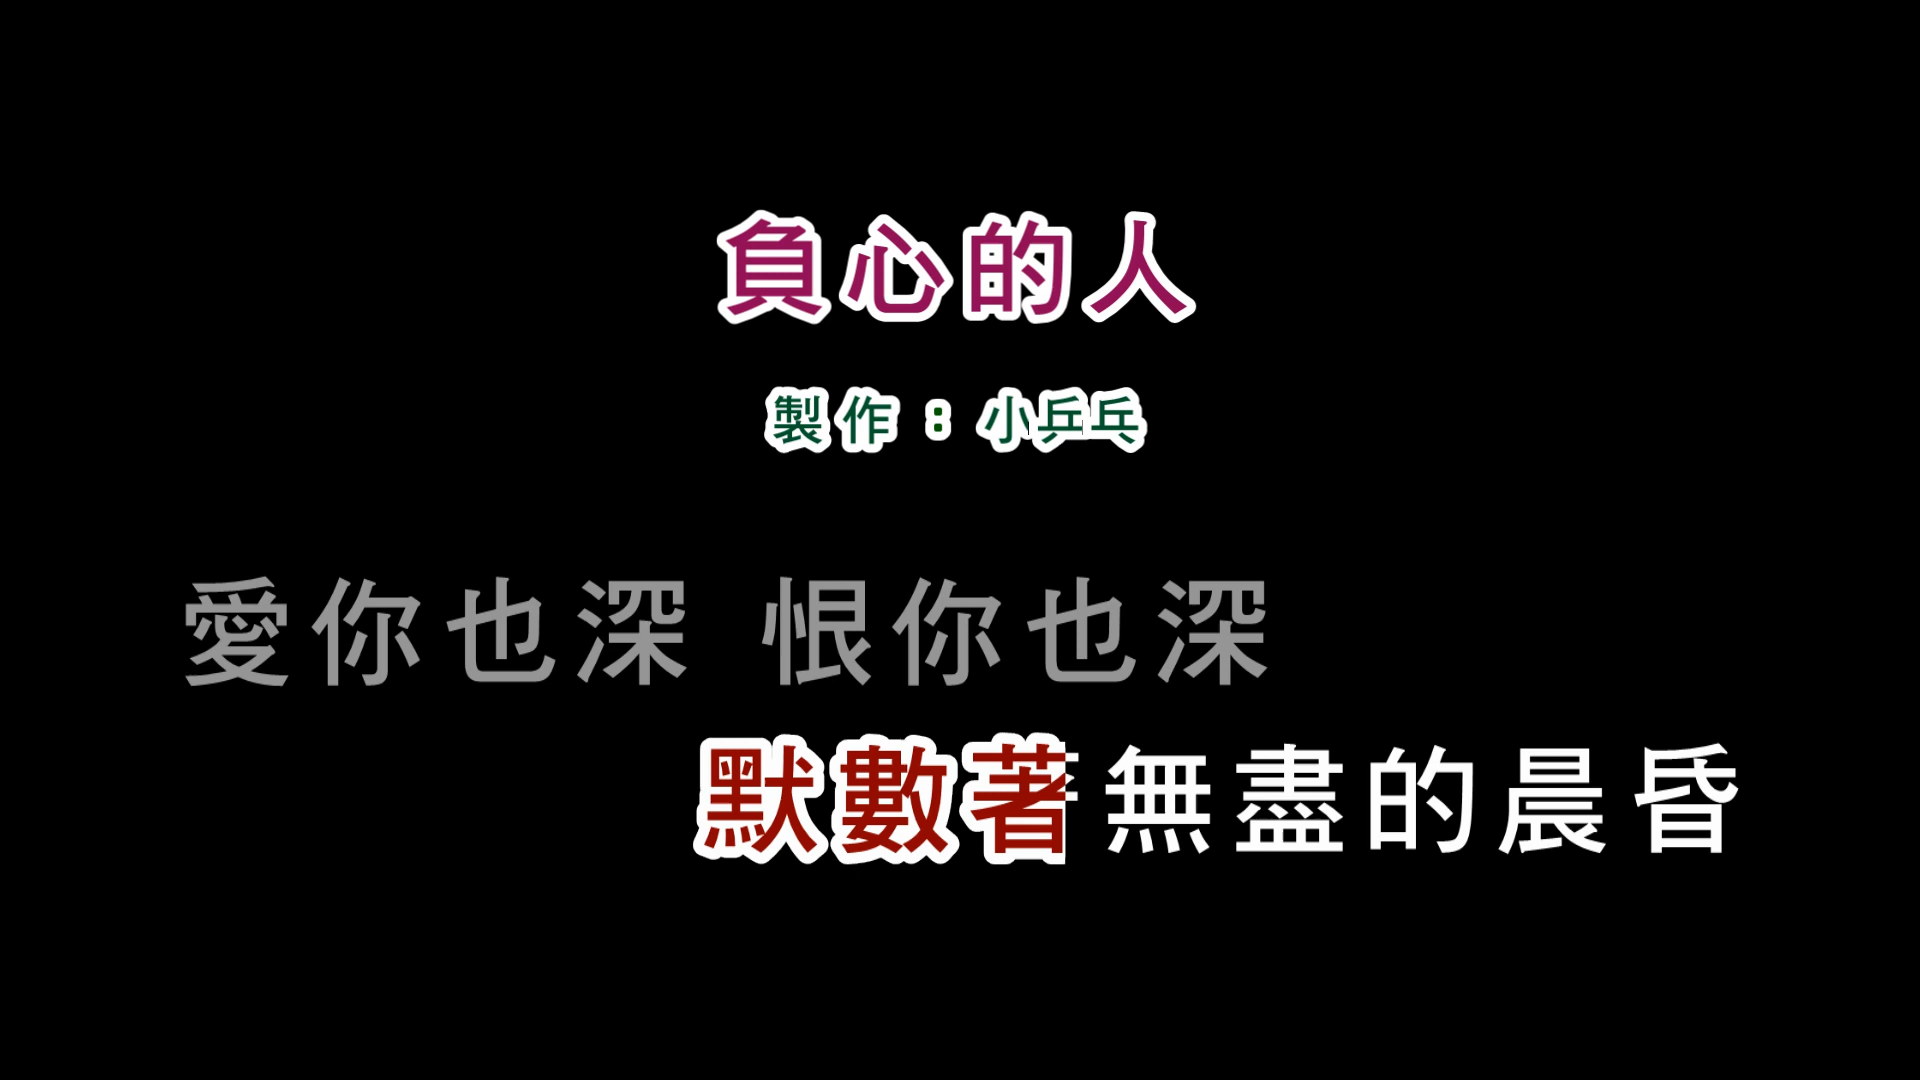 負心的人
製作：小乒乓
愛你也深 恨你也深
默數著無盡的晨昏